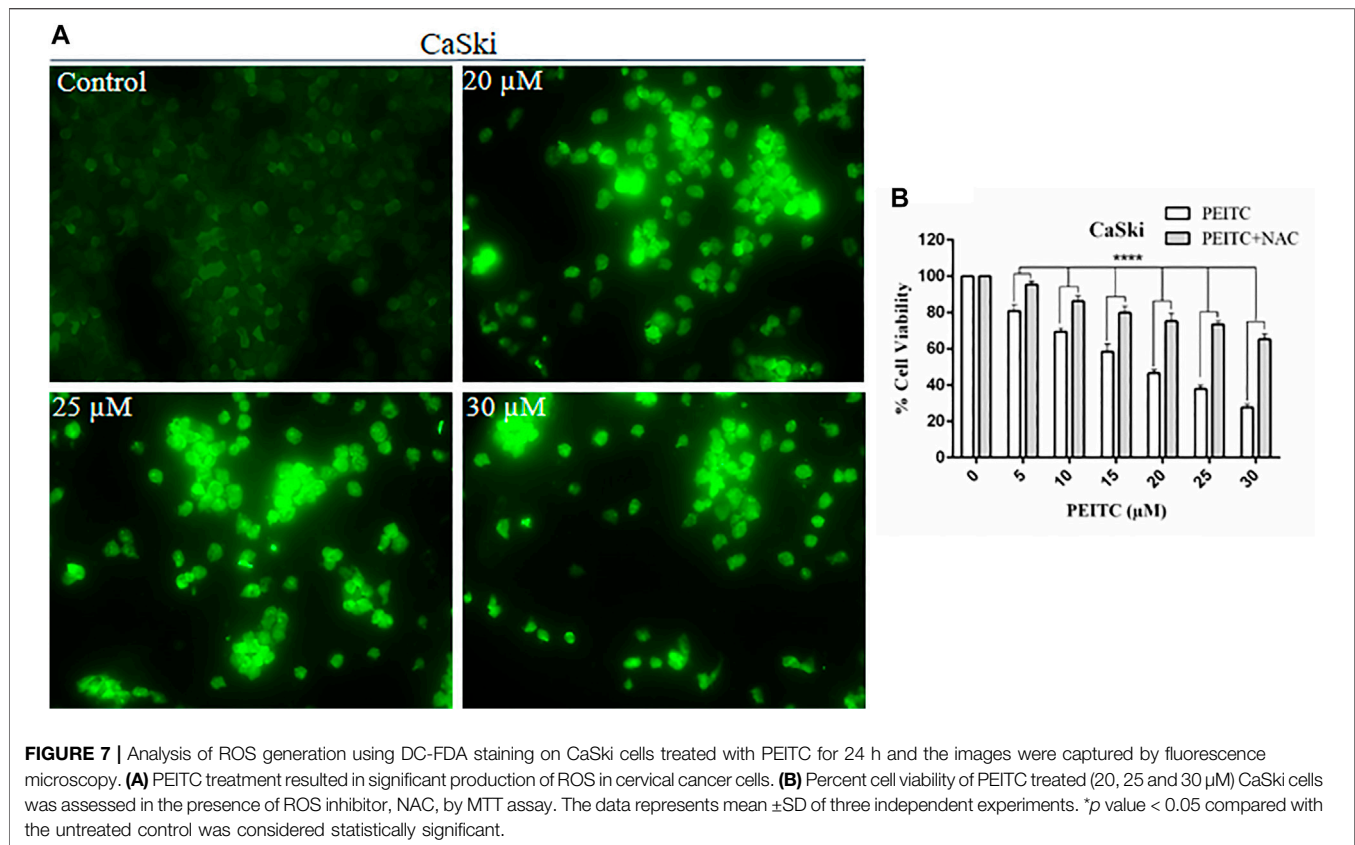 A
CaSki
Control
20 µM
25 µM
30 µM
B
CaSki
PEITC
PEITC+NAC
****
% Cell Viability
120
100
80
60
40
20
0
0 5 10 15 20 25 30
PEITC (µM)
FIGURE 7 | Analysis of ROS generation using DC-FDA staining on CaSki cells treated with PEITC for 24 h and the images were captured by fluorescence
microscopy. (A) PEITC treatment resulted in significant production of ROS in cervical cancer cells. (B) Percent cell viability of PEITC treated (20, 25 and 30 µM) CaSki cells
was assessed in the presence of ROS inhibitor, NAC, by MTT assay. The data represents mean ±SD of three independent experiments. *p value < 0.05 compared with
the untreated control was considered statistically significant.